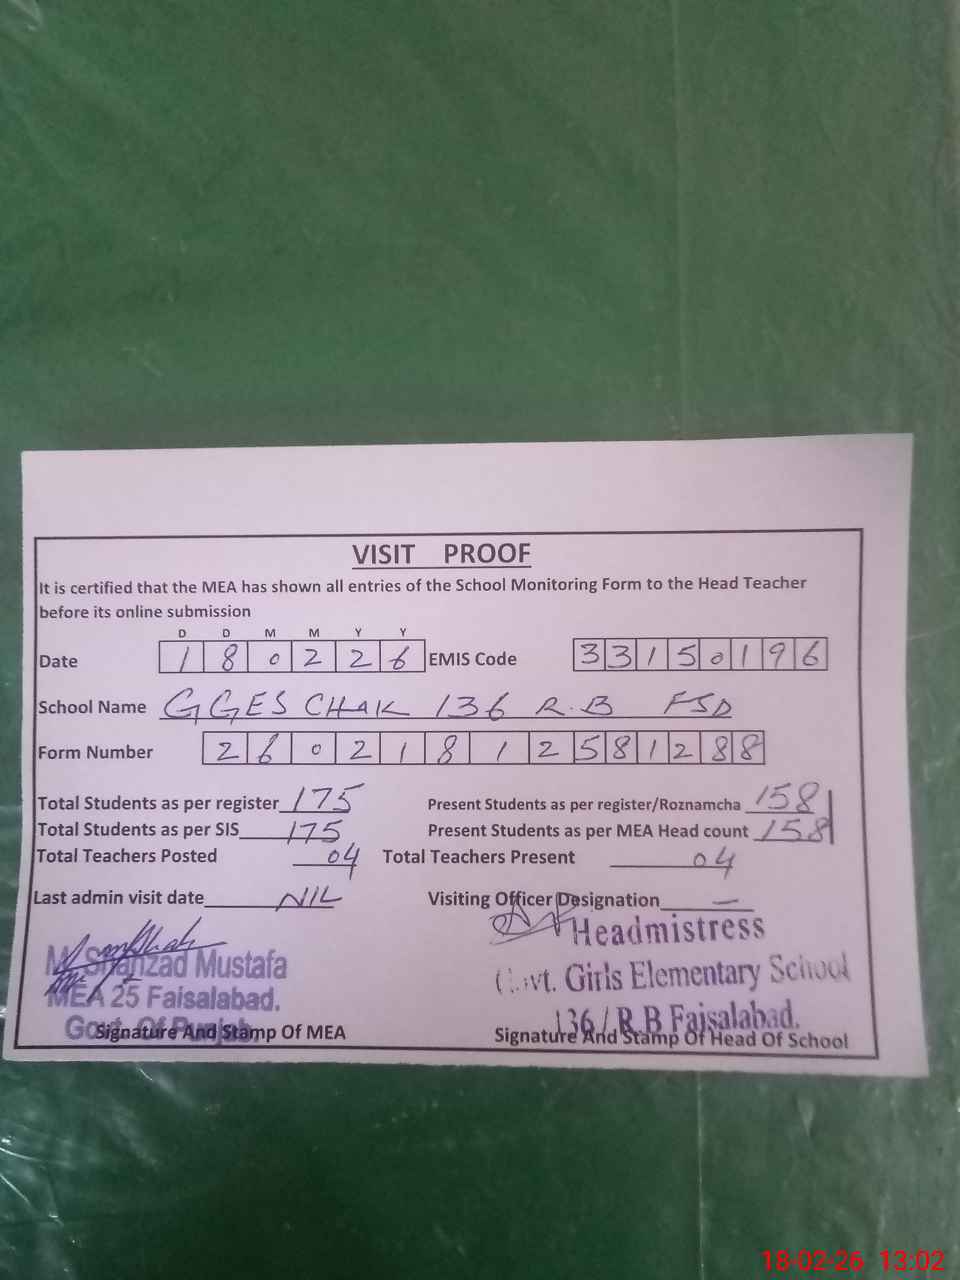 VISIT PROOF
It is certified that the MEA has shown all entries of the School Monitoring Form to the Head Teacher
before its online submission
D D M M Y Y
Date 1 8 0 2 2 6 EMIS Code 3 3 1 5 0 1 9 6
School Name GGES CHAK 136 R.B FSD
Form Number 2 6 0 2 1 8 1 2 5 8 1 2 8 8
Total Students as per register 175 Present Students as per register/Roznamcha 158
Total Students as per SIS 175 Present Students as per MEA Head count 158
Total Teachers Posted 04 Total Teachers Present 04
Last admin visit date NIL Visiting Officer Designation —
Headmistress
M. Shahzad Mustafa Govt. Girls Elementary School
MEA 25 Faisalabad. 136/R.B Faisalabad.
Govt. Of Punjab.
Signature And Stamp Of MEA Signature And Stamp Of Head Of School
18-02-26 13:02